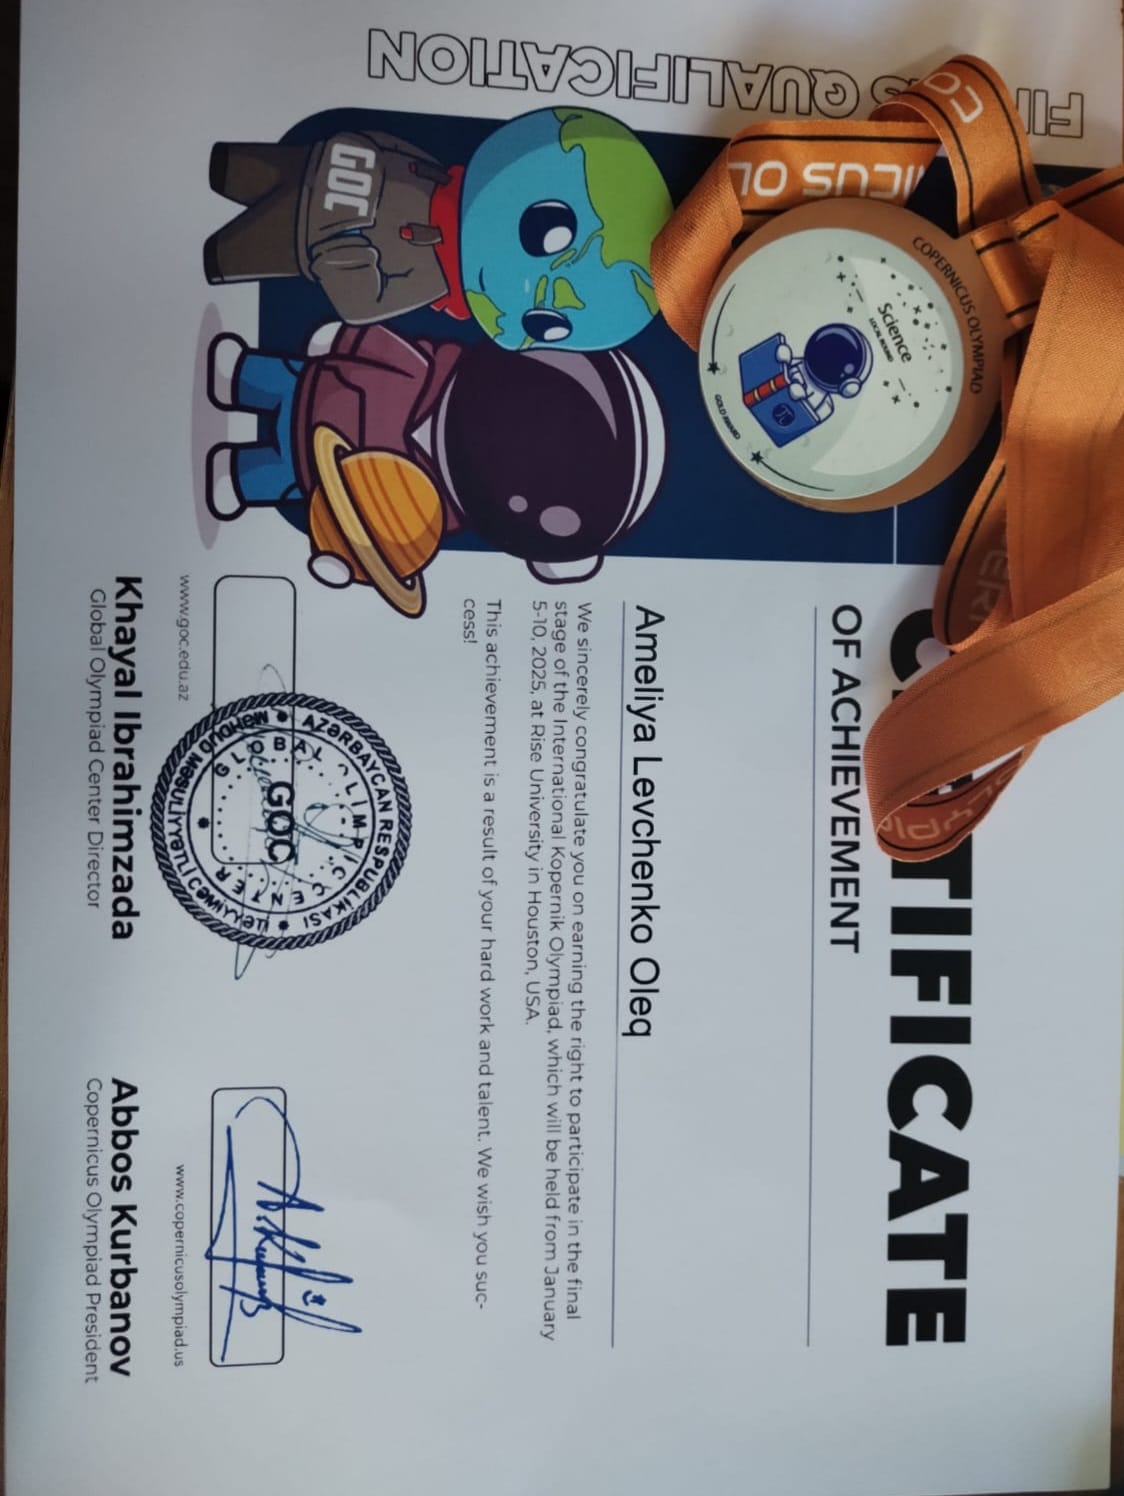 QUALIFICATION
CERTIFICATE
OF ACHIEVEMENT
Ameliya Levchenko Oleq
We sincerely congratulate you on earning the right to participate in the final
stage of the International Kopernik Olympiad, which will be held from January
5-10, 2025, at Rise University in Houston, USA.
This achievement is a result of your hard work and talent. We wish you suc-
cess!
www.goc.edu.az
Khayal Ibrahimzada
Global Olympiad Center Director
www.copernicusolympiad.us
Abbos Kurbanov
Copernicus Olympiad President
AZƏRBAYCAN RESPUBLİKASI
GLOBAL OLIMPIC CENTER
GOC
GOC
COPERNICUS OLYMPIAD
Science
LOCAL ROUND
GOLD AWARD